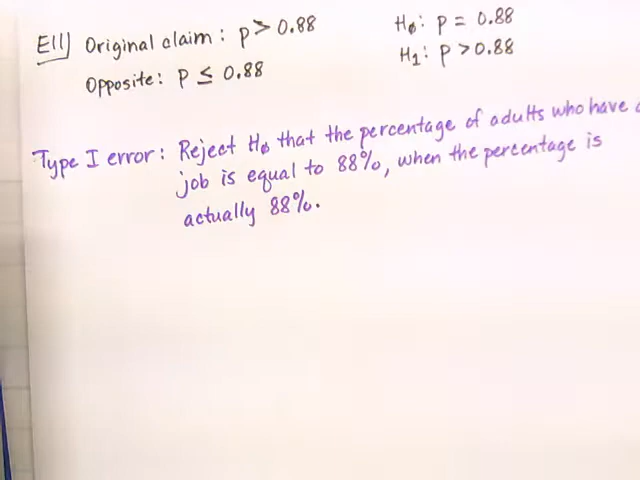 E11] Original claim: p > 0.88
Opposite: p ≤ 0.88
H₀: p = 0.88
H₁: p > 0.88
Type I error: Reject H₀ that the percentage of adults who have a
job is equal to 88%, when the percentage is
actually 88%.